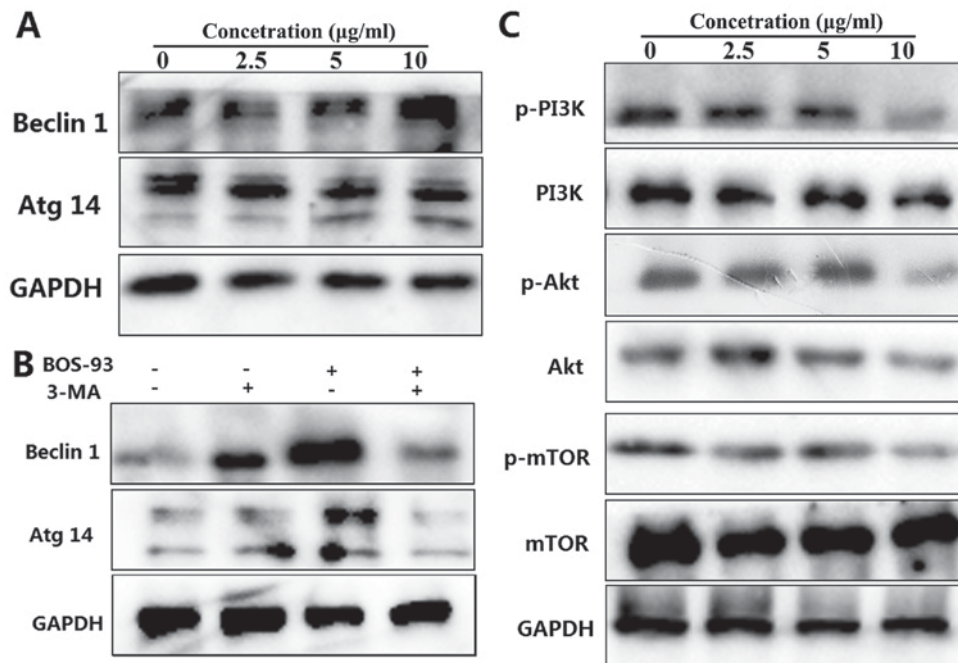 A
Concetration (μg/ml)
0 2.5 5 10
Beclin 1
Atg 14
GAPDH
B
BOS-93 - - + +
3-MA - + - +
Beclin 1
Atg 14
GAPDH
C
Concetration (μg/ml)
0 2.5 5 10
p-PI3K
PI3K
p-Akt
Akt
p-mTOR
mTOR
GAPDH